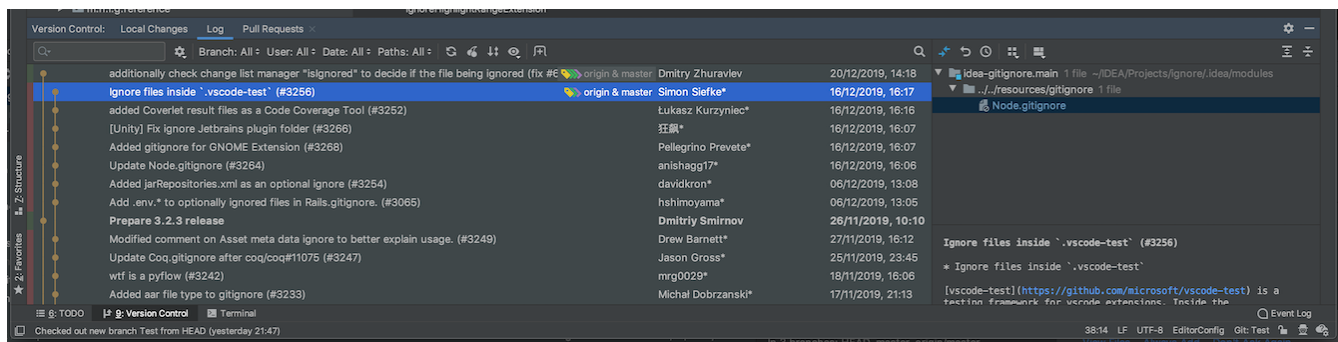 IgnoreHighlightRangeExtension
Version Control: Local Changes Log Pull Requests
Branch: All User: All Date: All Paths: All
additionally check change list manager "isIgnored" to decide if the file being ignored (fix #6 origin & master Dmitry Zhuravlev 20/12/2019, 14:18
Ignore files inside `.vscode-test` (#3256) origin & master Simon Siefke* 16/12/2019, 16:17
added Coverlet result files as a Code Coverage Tool (#3252) Łukasz Kurzyniec* 16/12/2019, 16:16
[Unity] Fix ignore Jetbrains plugin folder (#3266) 狂飙* 16/12/2019, 16:07
Added gitignore for GNOME Extension (#3268) Pellegrino Prevete* 16/12/2019, 16:07
Update Node.gitignore (#3264) anishagg17* 16/12/2019, 16:06
Added jarRepositories.xml as an optional ignore (#3254) davidkron* 06/12/2019, 13:08
Add .env.* to optionally ignored files in Rails.gitignore. (#3065) hshimoyama* 06/12/2019, 13:08
Prepare 3.2.3 release Dmitriy Smirnov 26/11/2019, 10:10
Modified comment on Asset meta data ignore to better explain usage. (#3249) Drew Barnett* 27/11/2019, 16:12
Update Coq.gitignore after coq/coq#11075 (#3247) Jason Gross* 25/11/2019, 23:45
wtf is a pyflow (#3242) mrg0029* 18/11/2019, 16:06
Added aar file type to gitignore (#3233) Michał Dobrzanski* 17/11/2019, 21:13
idea-gitignore.main 1 file ~/IDEA/Projects/ignore/.idea/modules
../../resources/gitignore 1 file
Node.gitignore
Ignore files inside `.vscode-test` (#3256)
* Ignore files inside `.vscode-test`
[vscode-test](https://github.com/microsoft/vscode-test) is a
testing framework for vscode extensions. Inside the
Z: Structure
2: Favorites
6: TODO 9: Version Control Terminal Event Log
Checked out new branch Test from HEAD (yesterday 21:47) 38:14 LF UTF-8 EditorConfig Git: Test